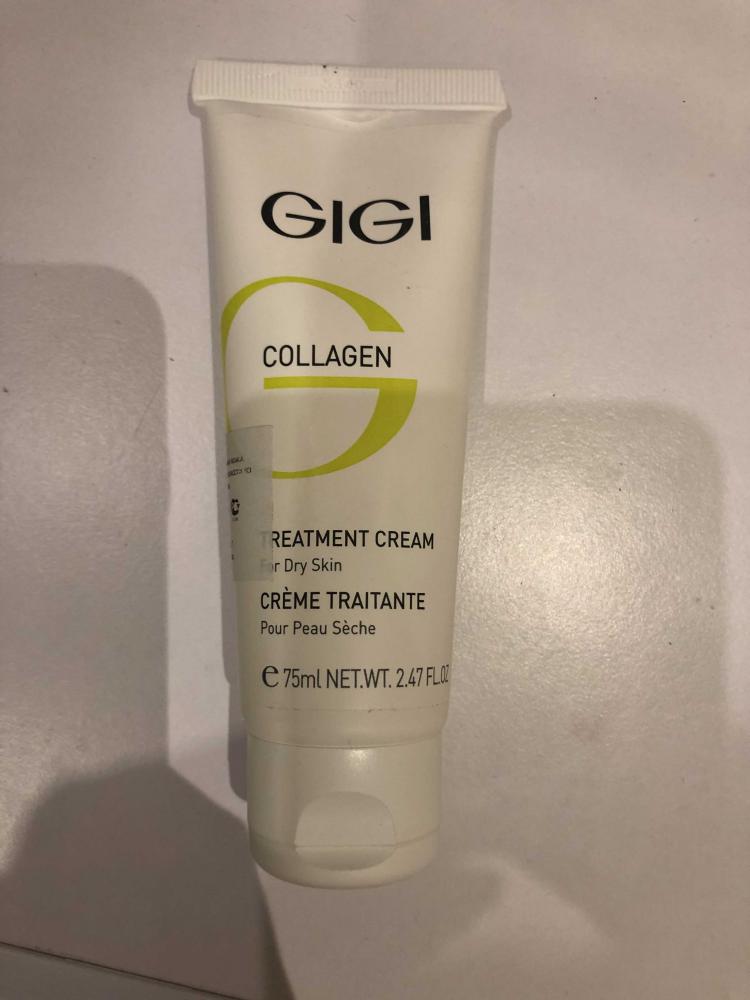 GIGI
COLLAGEN
TREATMENT CREAM
For Dry Skin
CRÈME TRAITANTE
Pour Peau Sèche
e 75ml NET.WT. 2.47 FL.OZ